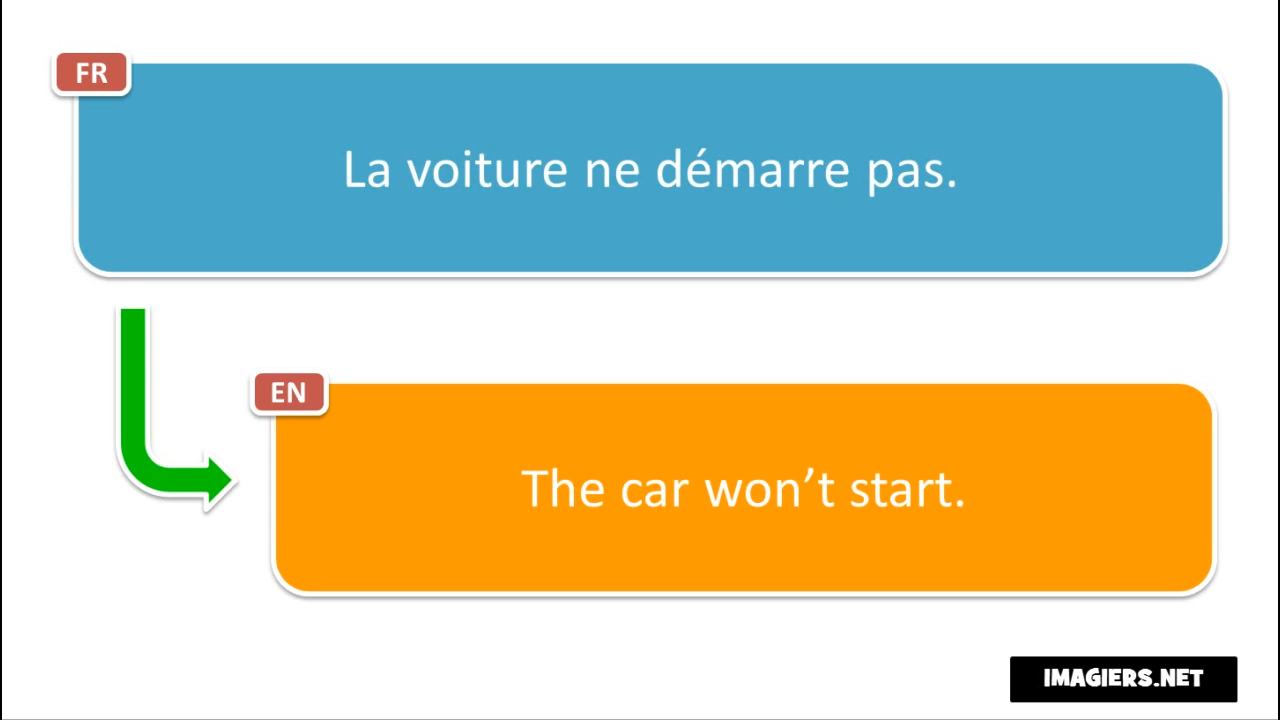 FR
La voiture ne démarre pas.
EN
The car won’t start.
IMAGIERS.NET